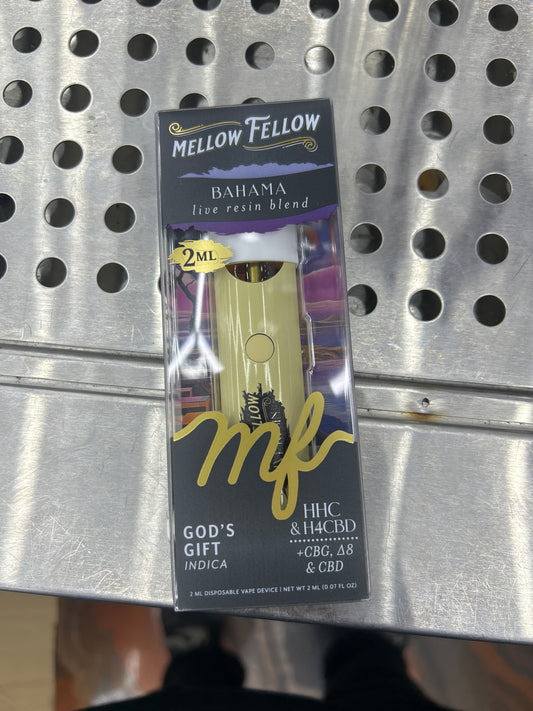 MELLOW FELLOW
BAHAMA
live resin blend
2ML
mf
GOD'S
GIFT
INDICA
HHC
& H4CBD
+CBG, Δ8
& CBD
2 ML DISPOSABLE VAPE DEVICE | NET WT 2 ML (0.07 FL OZ)